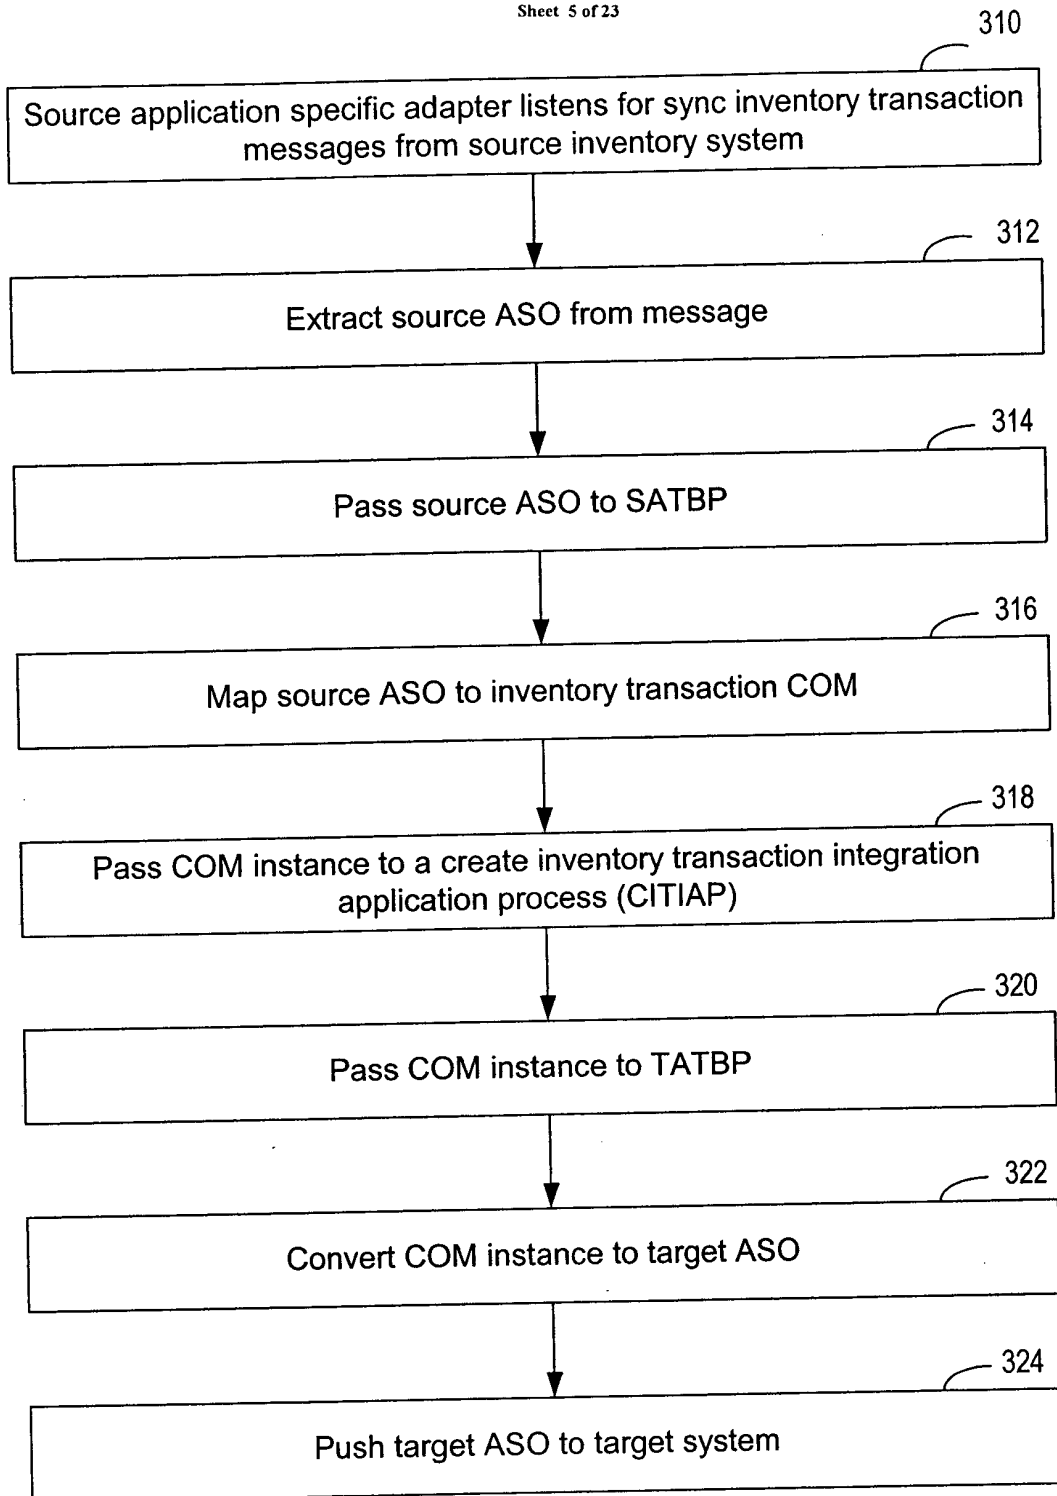 Sheet 5 of 23
310
Source application specific adapter listens for sync inventory transaction
messages from source inventory system
312
Extract source ASO from message
314
Pass source ASO to SATBP
316
Map source ASO to inventory transaction COM
318
Pass COM instance to a create inventory transaction integration
application process (CITIAP)
320
Pass COM instance to TATBP
322
Convert COM instance to target ASO
324
Push target ASO to target system